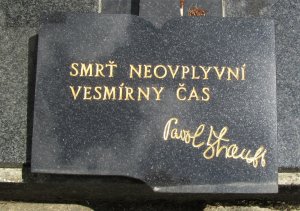 SMRŤ NEOVPLYVNÍ
VESMÍRNY ČAS
Pavol Strauss